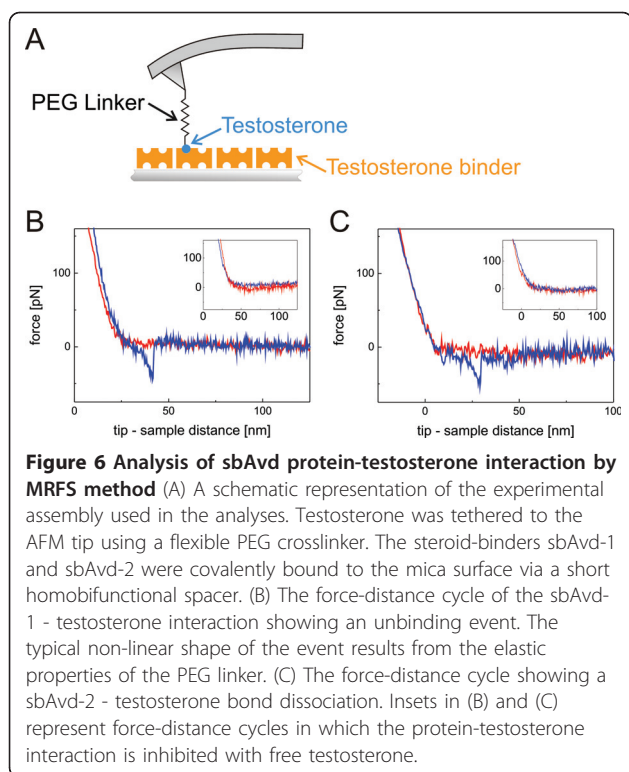 A
PEG Linker
Testosterone
Testosterone binder
B
C
force [pN]
100
0
0
50
100
tip - sample distance [nm]
100
0
0
50
100
force [pN]
100
0
0
50
100
tip - sample distance [nm]
100
0
0
50
100
Figure 6 Analysis of sbAvd protein-testosterone interaction by
MRFS method (A) A schematic representation of the experimental
assembly used in the analyses. Testosterone was tethered to the
AFM tip using a flexible PEG crosslinker. The steroid-binders sbAvd-1
and sbAvd-2 were covalently bound to the mica surface via a short
homobifunctional spacer. (B) The force-distance cycle of the sbAvd-
1 - testosterone interaction showing an unbinding event. The
typical non-linear shape of the event results from the elastic
properties of the PEG linker. (C) The force-distance cycle showing a
sbAvd-2 - testosterone bond dissociation. Insets in (B) and (C)
represent force-distance cycles in which the protein-testosterone
interaction is inhibited with free testosterone.